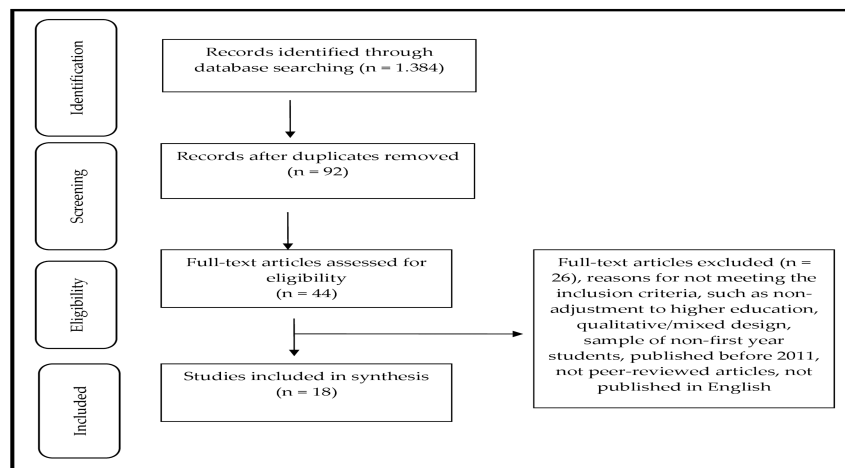 Identification
Records identified through
database searching (n = 1.384)
Screening
Records after duplicates removed
(n = 92)
Eligibility
Full-text articles assessed for
eligibility
(n = 44)
Full-text articles excluded (n =
26), reasons for not meeting the
inclusion criteria, such as non-
adjustment to higher education,
qualitative/mixed design,
sample of non-first year
students, published before 2011,
not peer-reviewed articles, not
published in English
Included
Studies included in synthesis
(n = 18)